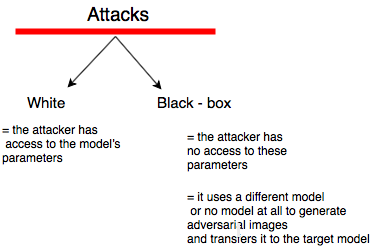 Attacks
White
Black - box
= the attacker has
access to the model's
parameters
= the attacker has
no access to these
parameters
= it uses a different model
or no model at all to generate
adversarial images
and transfers it to the target model